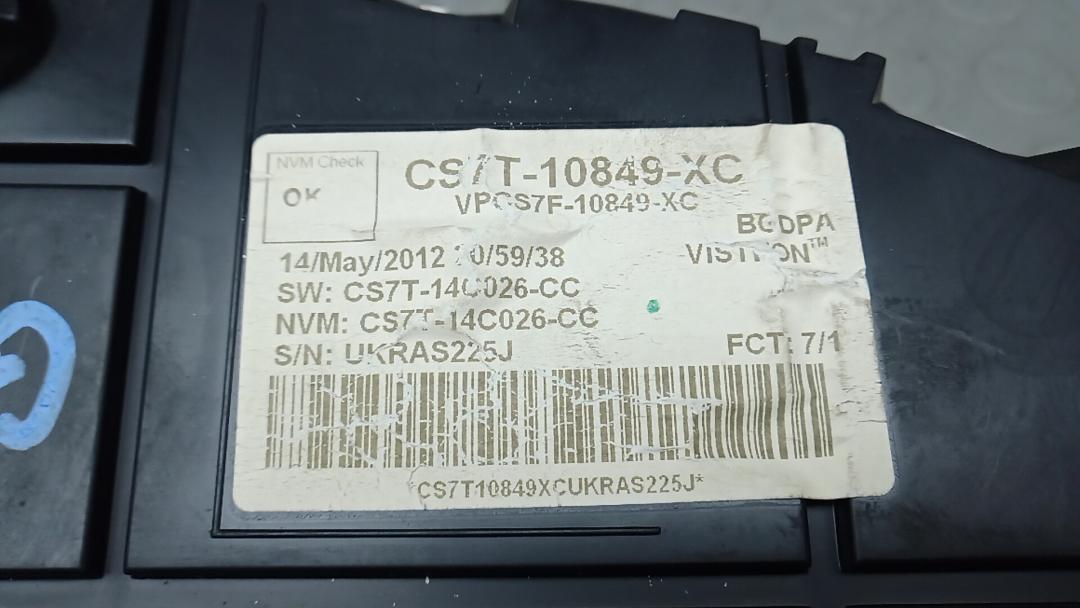 NVM Check
OK
CS7T-10849-XC
VPCS7F-10849-XC
BGDPA
14/May/2012 20/59/38
VISTEON™
SW: CS7T-14C026-CC
NVM: CS7T-14C026-CC
S/N: UKRAS225J
FCT: 7/1
*CS7T10849XCUKRAS225J*